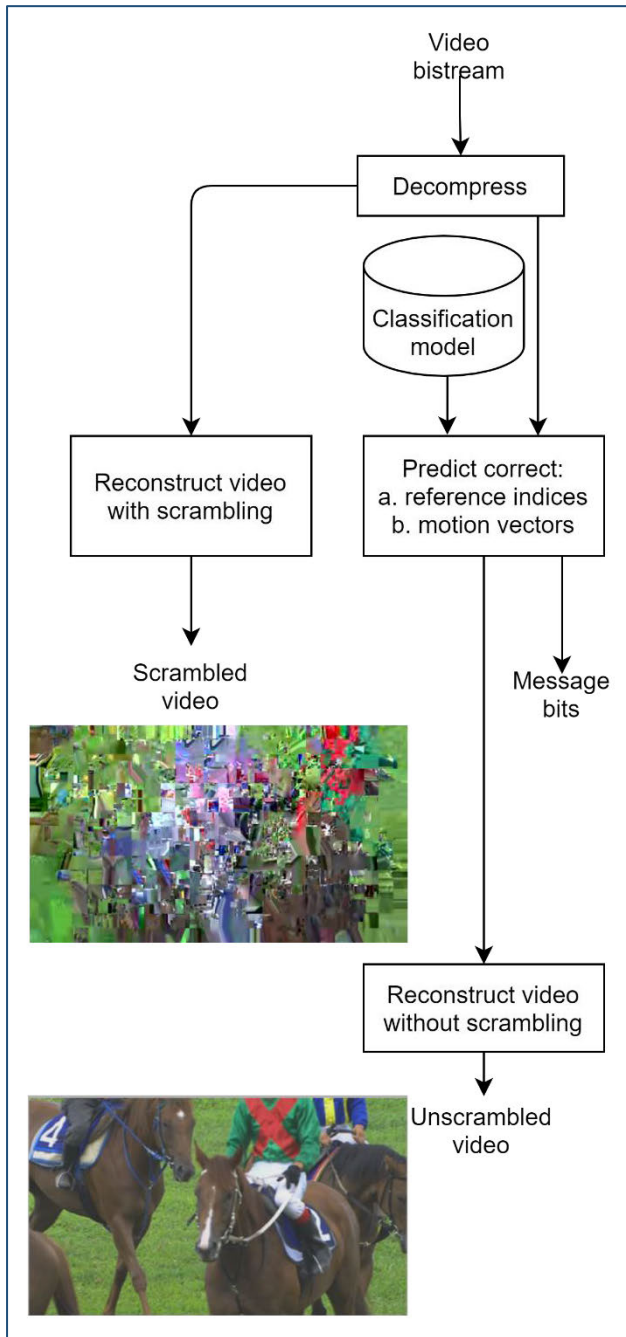 Video
bistream
Decompress
Classification
model
Reconstruct video
with scrambling
Predict correct:
a. reference indices
b. motion vectors
Scrambled
video
Message
bits
Reconstruct video
without scrambling
Unscrambled
video
4